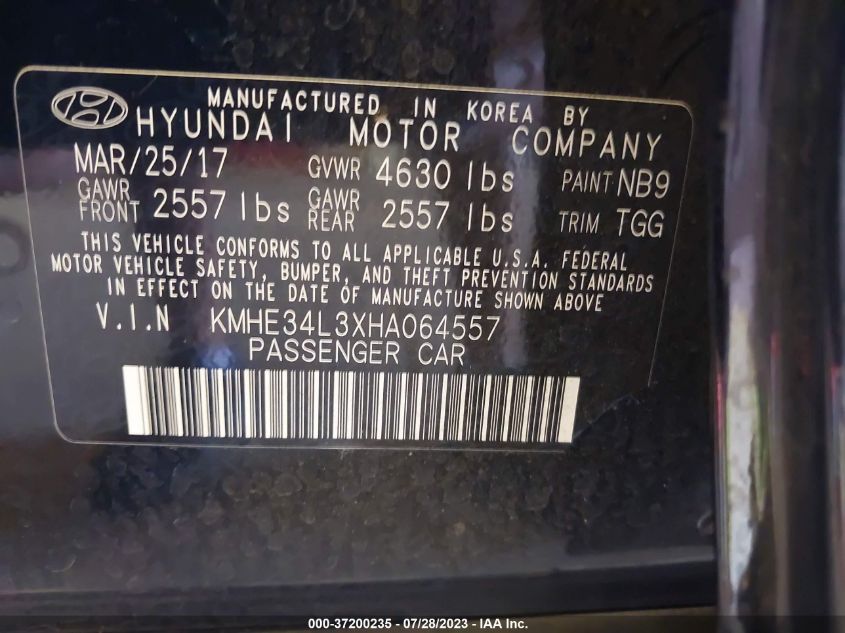 MANUFACTURED IN KOREA BY
HYUNDAI MOTOR COMPANY
MAR/25/17 GVWR 4630 lbs PAINT NB9
GAWR FRONT 2557 lbs GAWR REAR 2557 lbs TRIM TGG
THIS VEHICLE CONFORMS TO ALL APPLICABLE U.S.A. FEDERAL
MOTOR VEHICLE SAFETY, BUMPER, AND THEFT PREVENTION STANDARDS
IN EFFECT ON THE DATE OF MANUFACTURE SHOWN ABOVE
V.I.N KMHE34L3XHA064557
PASSENGER CAR
000-37200235 - 07/28/2023 - IAA Inc.